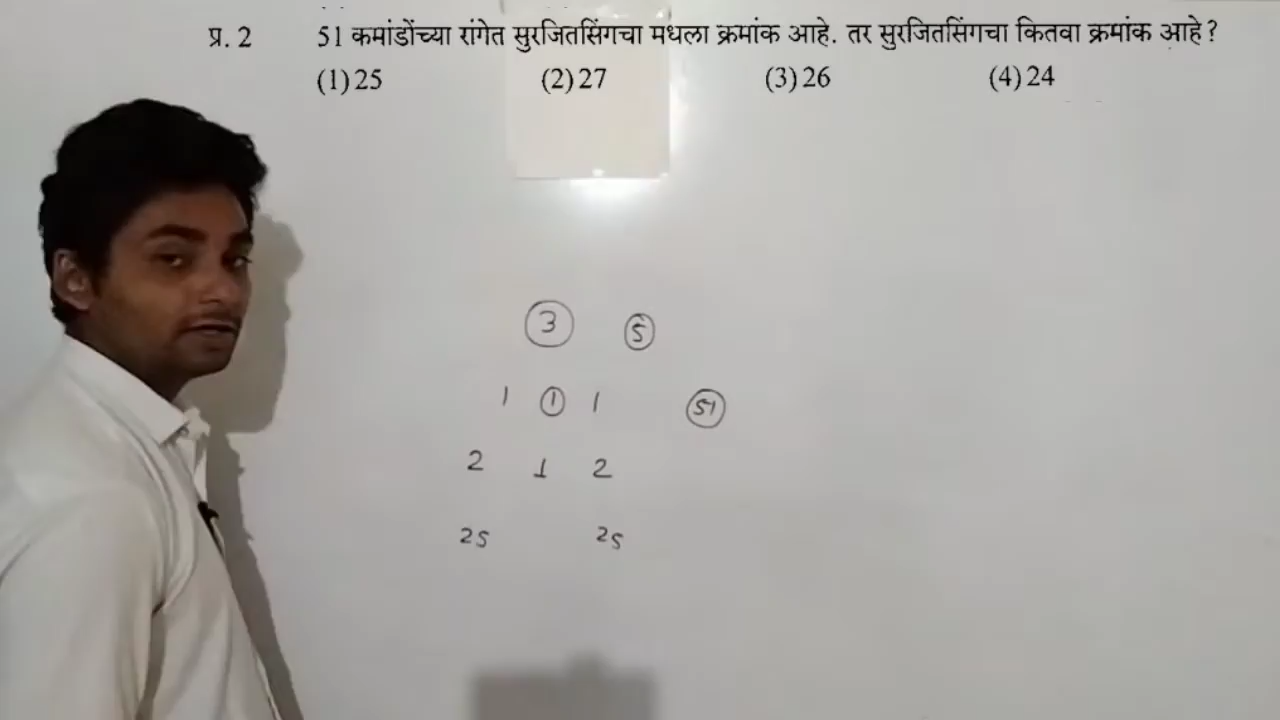 प्र. 2 51 कमांडोंच्या रांगेत सुरजितसिंगचा मधला क्रमांक आहे. तर सुरजितसिंगचा कितवा क्रमांक आहे ?
(1) 25 (2) 27 (3) 26 (4) 24
3 5
1 1 1 51
2 1 2
25 25